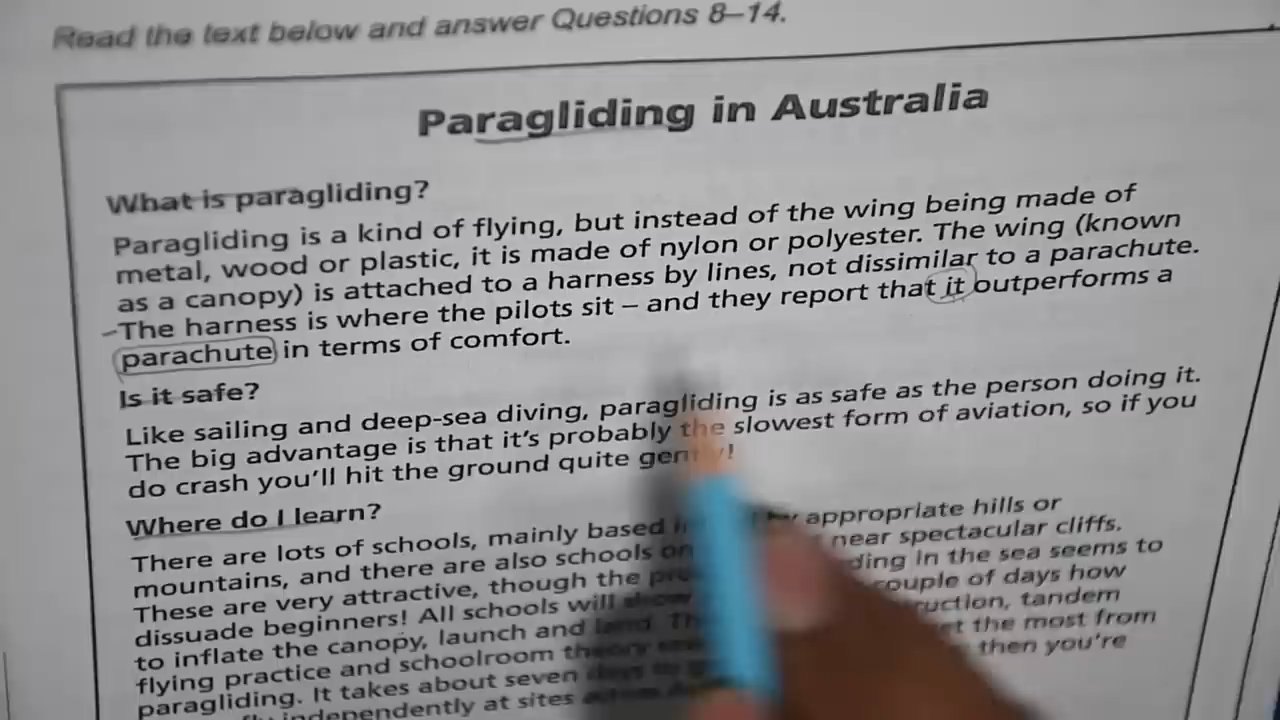 Read the text below and answer Questions 8–14.
Paragliding in Australia
What is paragliding?
Paragliding is a kind of flying, but instead of the wing being made of
metal, wood or plastic, it is made of nylon or polyester. The wing (known
as a canopy) is attached to a harness by lines, not dissimilar to a parachute.
The harness is where the pilots sit – and they report that it outperforms a
parachute in terms of comfort.
Is it safe?
Like sailing and deep-sea diving, paragliding is as safe as the person doing it.
The big advantage is that it's probably the slowest form of aviation, so if you
do crash you'll hit the ground quite gently!
Where do I learn?
There are lots of schools, mainly based appropriate hills or
mountains, and there are also schools on near spectacular cliffs.
These are very attractive, though the in the sea seems to
dissuade beginners! All schools will show couple of days how
to inflate the canopy, launch and land. tandem
flying practice and schoolroom theory the most from
paragliding. It takes about seven days to then you're
independently at sites